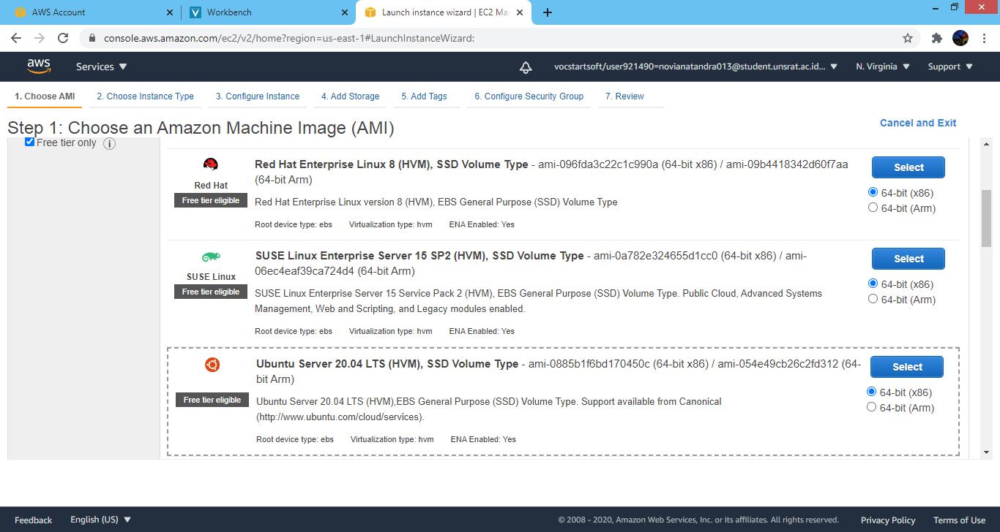 AWS Account
Workbench
Launch instance wizard | EC2 Ma
console.aws.amazon.com/ec2/v2/home?region=us-east-1#LaunchInstanceWizard:
aws
Services
vocstartsoft/user921490=novianatandra013@student.unsrat.ac.id...
N. Virginia
Support
1. Choose AMI
2. Choose Instance Type
3. Configure Instance
4. Add Storage
5. Add Tags
6. Configure Security Group
7. Review
Step 1: Choose an Amazon Machine Image (AMI)
Cancel and Exit
Free tier only
Red Hat
Free tier eligible
Red Hat Enterprise Linux 8 (HVM), SSD Volume Type - ami-096fda3c22c1c990a (64-bit x86) / ami-09b4418342d60f7aa
(64-bit Arm)
Red Hat Enterprise Linux version 8 (HVM), EBS General Purpose (SSD) Volume Type
Root device type: ebs Virtualization type: hvm ENA Enabled: Yes
Select
64-bit (x86)
64-bit (Arm)
SUSE Linux
Free tier eligible
SUSE Linux Enterprise Server 15 SP2 (HVM), SSD Volume Type - ami-0a782e324655d1cc0 (64-bit x86) / ami-
06ec4eaf39ca724d4 (64-bit Arm)
SUSE Linux Enterprise Server 15 Service Pack 2 (HVM), EBS General Purpose (SSD) Volume Type. Public Cloud, Advanced Systems
Management, Web and Scripting, and Legacy modules enabled.
Root device type: ebs Virtualization type: hvm ENA Enabled: Yes
Select
64-bit (x86)
64-bit (Arm)
Free tier eligible
Ubuntu Server 20.04 LTS (HVM), SSD Volume Type - ami-0885b1f6bd170450c (64-bit x86) / ami-054e49cb26c2fd312 (64-
bit Arm)
Ubuntu Server 20.04 LTS (HVM),EBS General Purpose (SSD) Volume Type. Support available from Canonical
(http://www.ubuntu.com/cloud/services).
Root device type: ebs Virtualization type: hvm ENA Enabled: Yes
Select
64-bit (x86)
64-bit (Arm)
Feedback
English (US)
© 2008 - 2020, Amazon Web Services, Inc. or its affiliates. All rights reserved.
Privacy Policy
Terms of Use